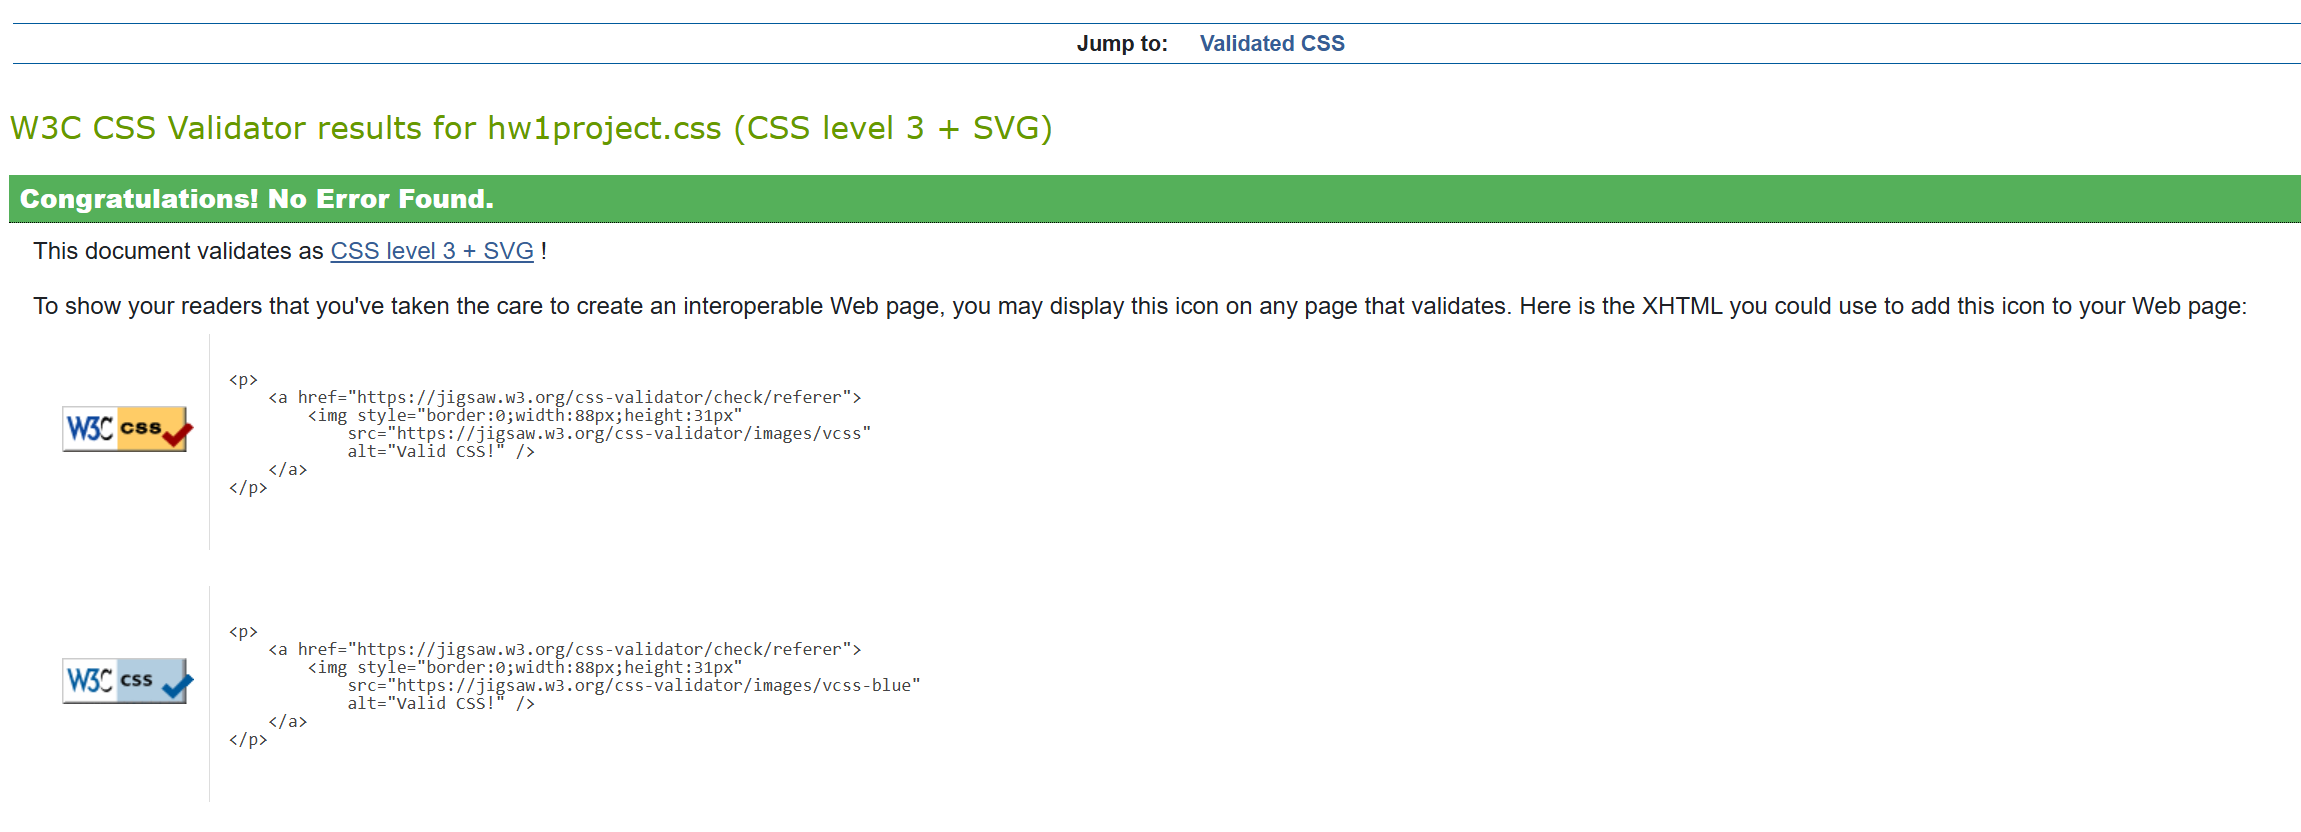 Jump to: Validated CSS
W3C CSS Validator results for hw1project.css (CSS level 3 + SVG)
Congratulations! No Error Found.
This document validates as CSS level 3 + SVG !
To show your readers that you've taken the care to create an interoperable Web page, you may display this icon on any page that validates. Here is the XHTML you could use to add this icon to your Web page:
W3C css
<p>
    <a href="https://jigsaw.w3.org/css-validator/check/referer">
        <img style="border:0;width:88px;height:31px"
            src="https://jigsaw.w3.org/css-validator/images/vcss"
            alt="Valid CSS!" />
    </a>
</p>
W3C css
<p>
    <a href="https://jigsaw.w3.org/css-validator/check/referer">
        <img style="border:0;width:88px;height:31px"
            src="https://jigsaw.w3.org/css-validator/images/vcss-blue"
            alt="Valid CSS!" />
    </a>
</p>